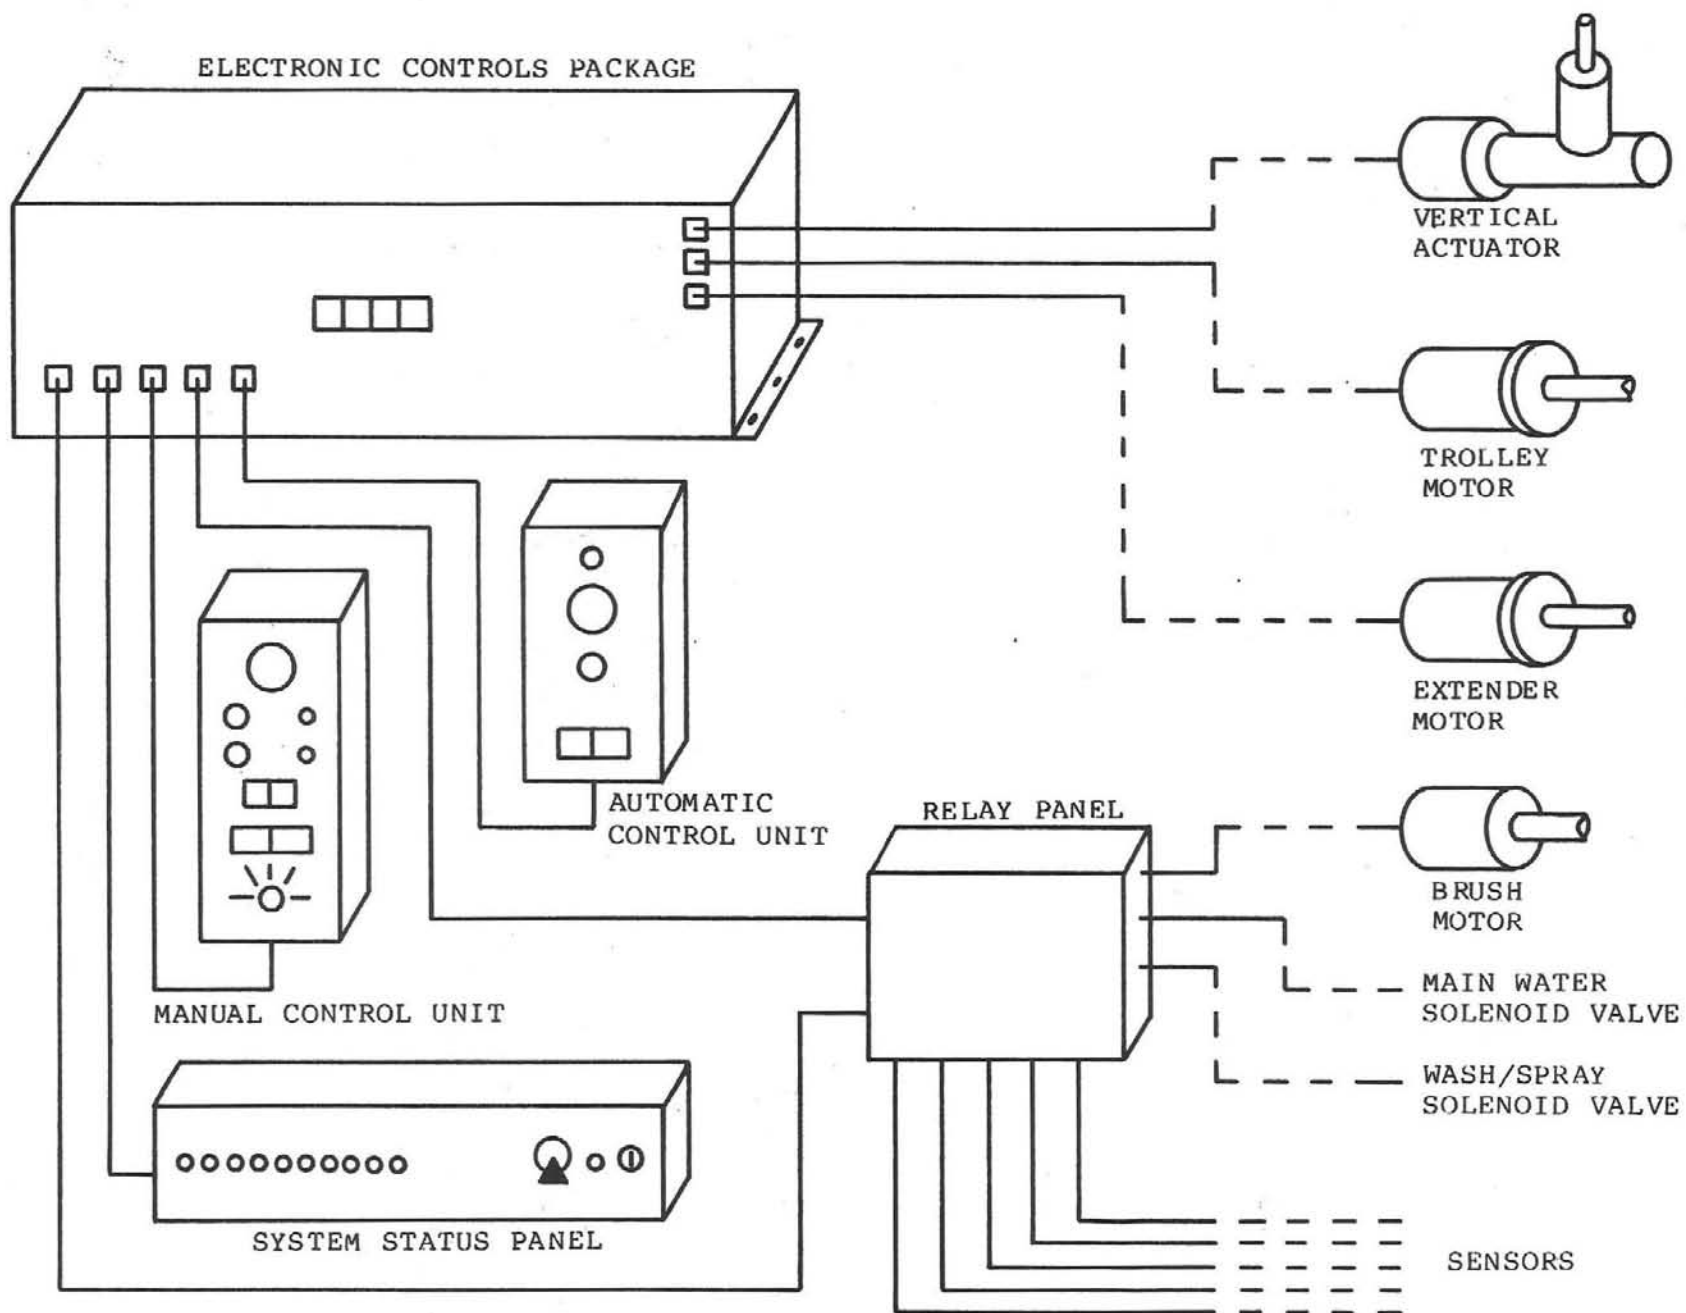 ELECTRONIC CONTROLS PACKAGE
VERTICAL
ACTUATOR
TROLLEY
MOTOR
EXTENDER
MOTOR
AUTOMATIC
CONTROL UNIT
RELAY PANEL
BRUSH
MOTOR
MANUAL CONTROL UNIT
MAIN WATER
SOLENOID VALVE
WASH/SPRAY
SOLENOID VALVE
SYSTEM STATUS PANEL
SENSORS